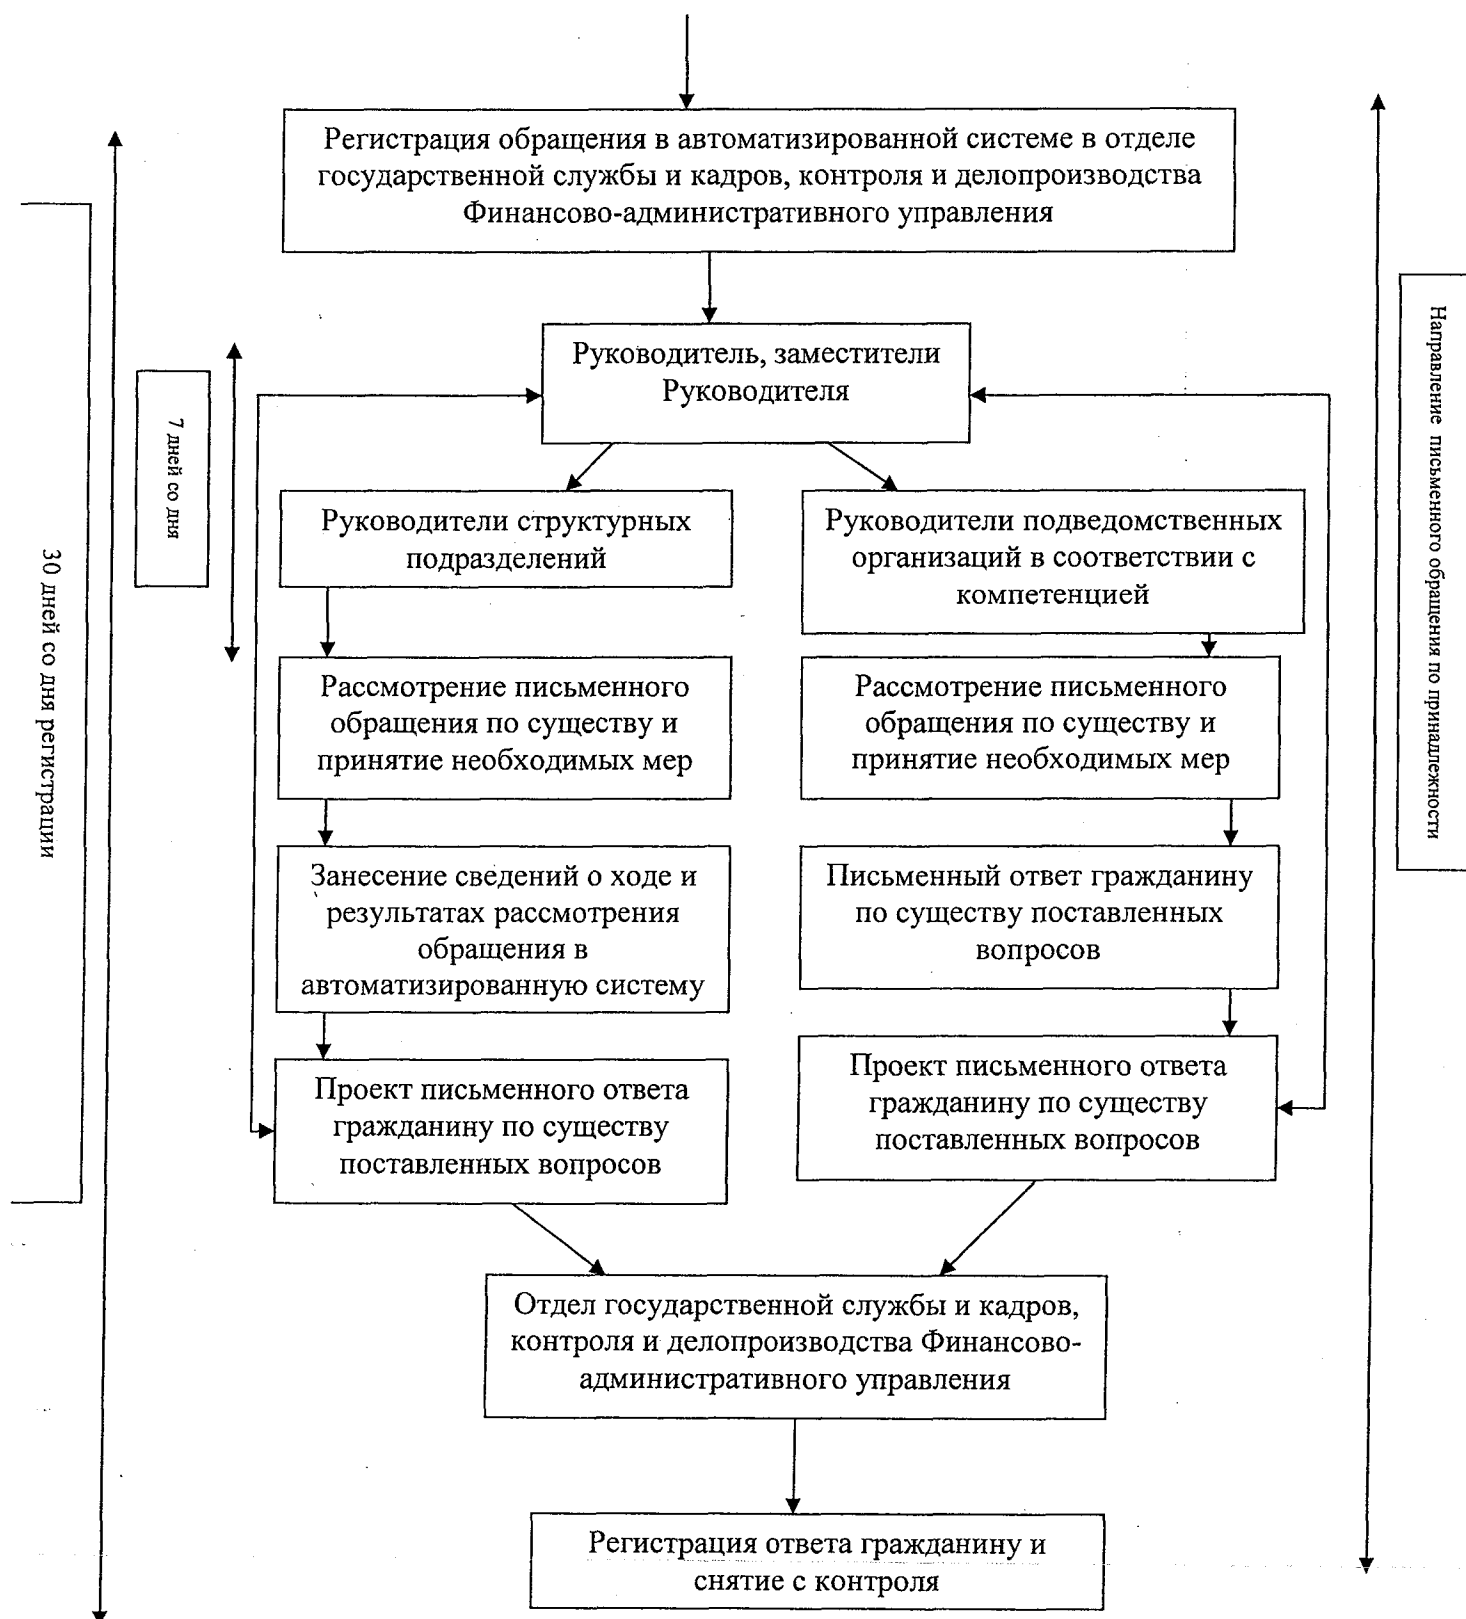 Регистрация обращения в автоматизированной системе в отделе
государственной службы и кадров, контроля и делопроизводства
Финансово-административного управления
Руководитель, заместители
Руководителя
7 дней со дня
30 дней со дня регистрации
Направление письменного обращения по принадлежности
Руководители структурных
подразделений
Руководители подведомственных
организаций в соответствии с
компетенцией
Рассмотрение письменного
обращения по существу и
принятие необходимых мер
Рассмотрение письменного
обращения по существу и
принятие необходимых мер
Занесение сведений о ходе и
результатах рассмотрения
обращения в
автоматизированную систему
Письменный ответ гражданину
по существу поставленных
вопросов
Проект письменного ответа
гражданину по существу
поставленных вопросов
Проект письменного ответа
гражданину по существу
поставленных вопросов
Отдел государственной службы и кадров,
контроля и делопроизводства Финансово-
административного управления
Регистрация ответа гражданину и
снятие с контроля